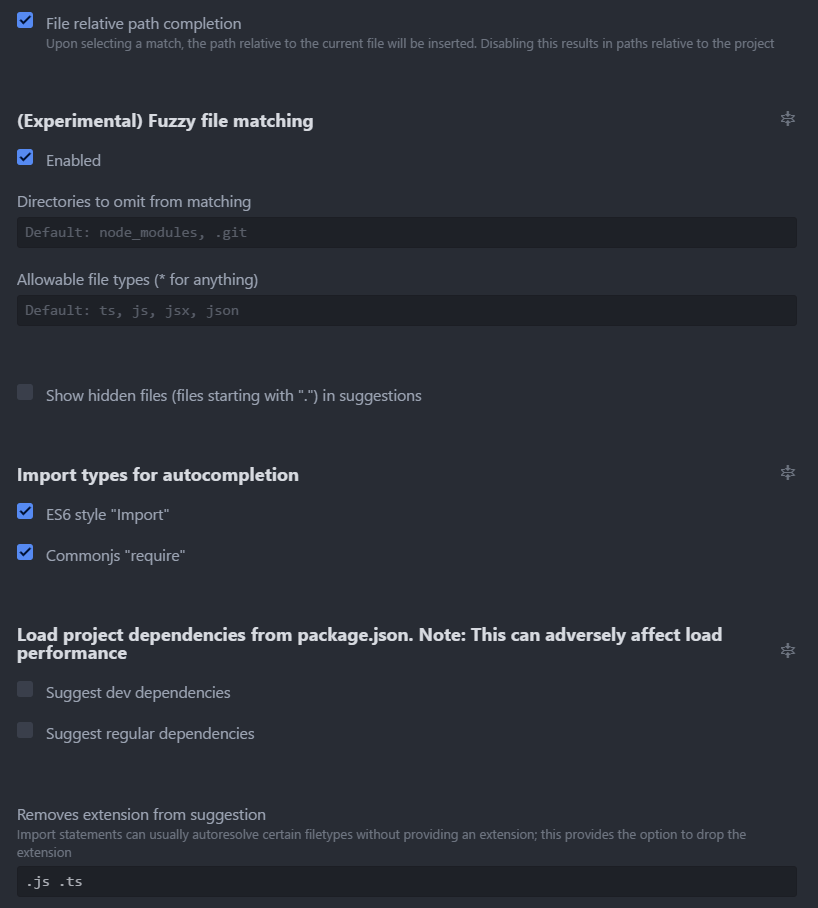 File relative path completion
Upon selecting a match, the path relative to the current file will be inserted. Disabling this results in paths relative to the project
(Experimental) Fuzzy file matching
Enabled
Directories to omit from matching
Default: node_modules, .git
Allowable file types (* for anything)
Default: ts, js, jsx, json
Show hidden files (files starting with ".") in suggestions
Import types for autocompletion
ES6 style "Import"
Commonjs "require"
Load project dependencies from package.json. Note: This can adversely affect load
performance
Suggest dev dependencies
Suggest regular dependencies
Removes extension from suggestion
Import statements can usually autoresolve certain filetypes without providing an extension; this provides the option to drop the
extension
.js .ts